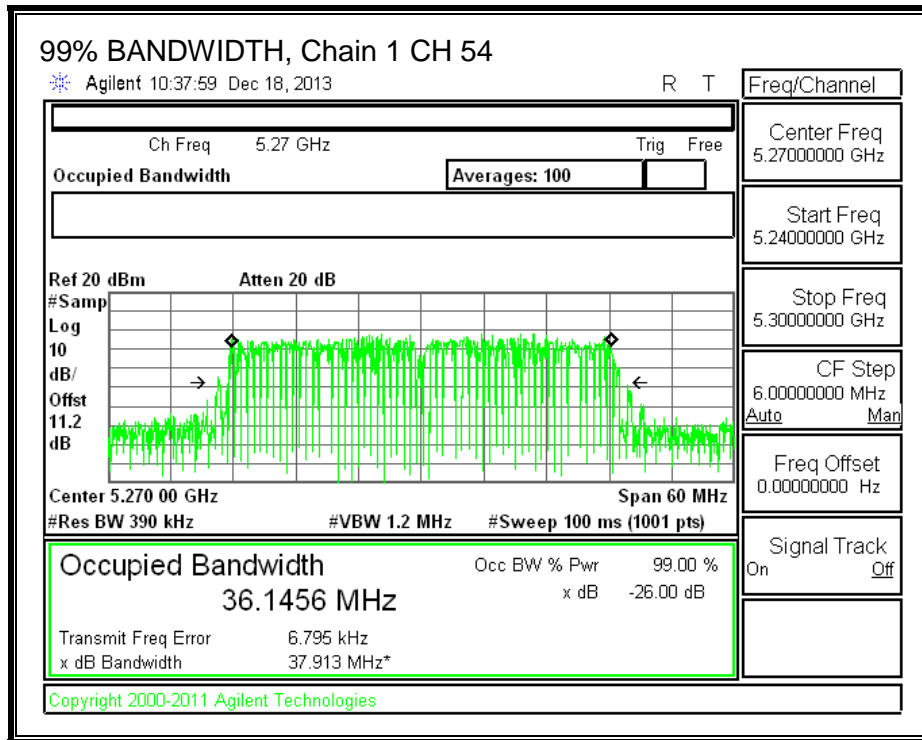 99% BANDWIDTH, Chain 1 CH 54
Agilent 10:37:59 Dec 18, 2013 R T
Freq/Channel
Ch Freq 5.27 GHz Trig Free
Occupied Bandwidth Averages: 100
Center Freq
5.27000000 GHz
Start Freq
5.24000000 GHz
Stop Freq
5.30000000 GHz
CF Step
6.00000000 MHz
Auto Man
Freq Offset
0.00000000 Hz
Signal Track
On Off
Ref 20 dBm Atten 20 dB
#Samp
Log
10
dB/
Offst
11.2
dB
Center 5.270 00 GHz Span 60 MHz
#Res BW 390 kHz #VBW 1.2 MHz #Sweep 100 ms (1001 pts)
Occupied Bandwidth Occ BW % Pwr 99.00 %
36.1456 MHz x dB -26.00 dB
Transmit Freq Error 6.795 kHz
x dB Bandwidth 37.913 MHz*
Copyright 2000-2011 Agilent Technologies